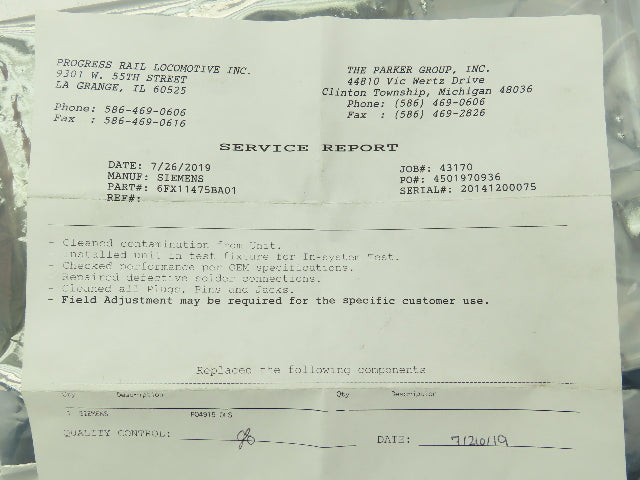 PROGRESS RAIL LOCOMOTIVE INC.
9301 W. 55TH STREET
LA GRANGE, IL 60525
Phone: 586-469-0606
Fax : 586-469-0616
THE PARKER GROUP, INC.
44810 Vic Wertz Drive
Clinton Township, Michigan 48036
Phone: (586) 469-0606
Fax : (586) 469-2826
SERVICE REPORT
DATE: 7/26/2019
MANUF: SIEMENS
PART#: 6FX11475BA01
REF#:
JOB#: 43170
PO#: 4501970936
SERIAL#: 20141200075
- Cleaned contamination from Unit.
- Installed unit in test fixture for In-system Test.
- Checked performance per OEM specifications.
- Repaired defective solder connections.
- Cleaned all Plugs, Pins and Jacks.
- Field Adjustment may be required for the specific customer use.
Replaced the following components
Qty Description Qty Description
SIEMENS
QUALITY CONTROL: DATE: